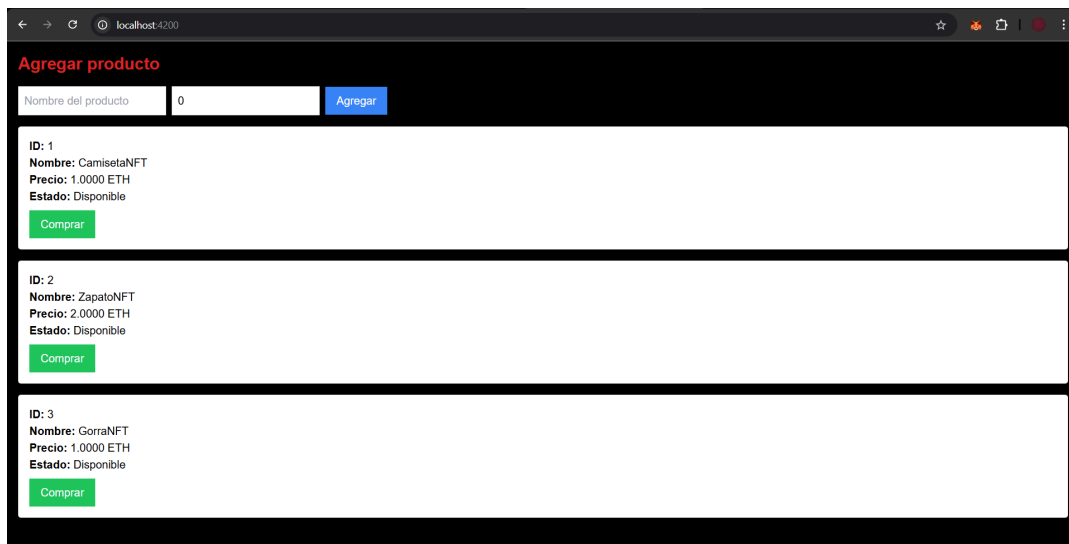 localhost:4200
Agregar producto
Nombre del producto 0 Agregar
ID: 1
Nombre: CamisetaNFT
Precio: 1.0000 ETH
Estado: Disponible
Comprar
ID: 2
Nombre: ZapatoNFT
Precio: 2.0000 ETH
Estado: Disponible
Comprar
ID: 3
Nombre: GorraNFT
Precio: 1.0000 ETH
Estado: Disponible
Comprar